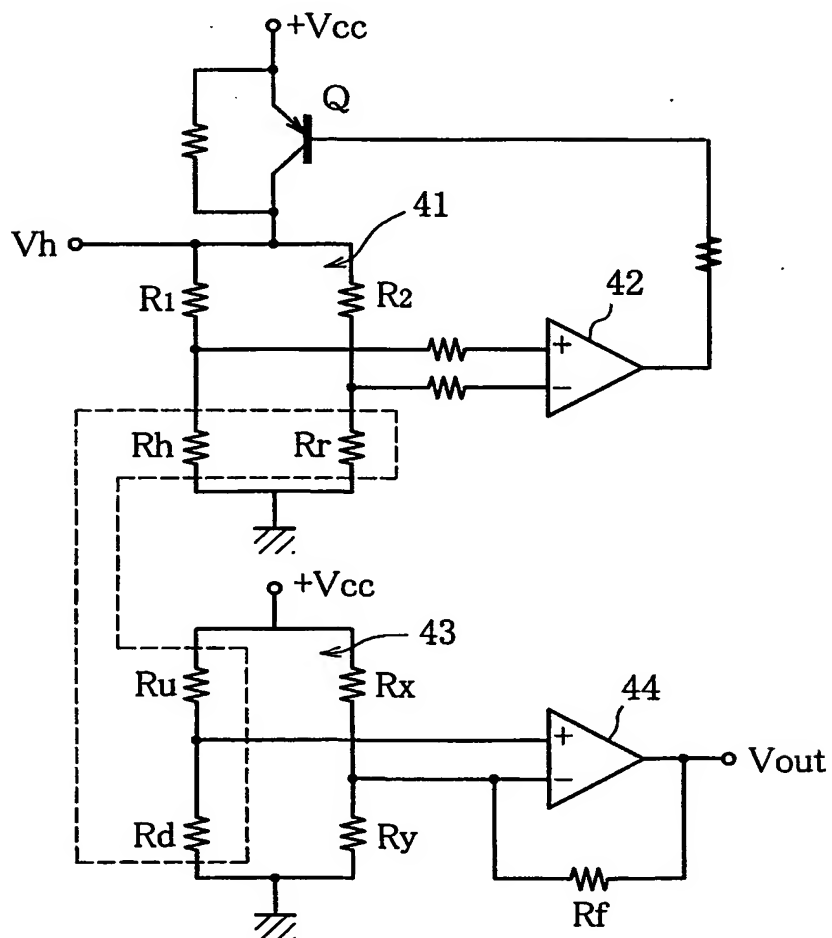 +Vcc
Q
41
Vh
R1
R2
42
+
−
Rh
Rr
+Vcc
43
Ru
Rx
44
+
−
Vout
Rd
Ry
Rf